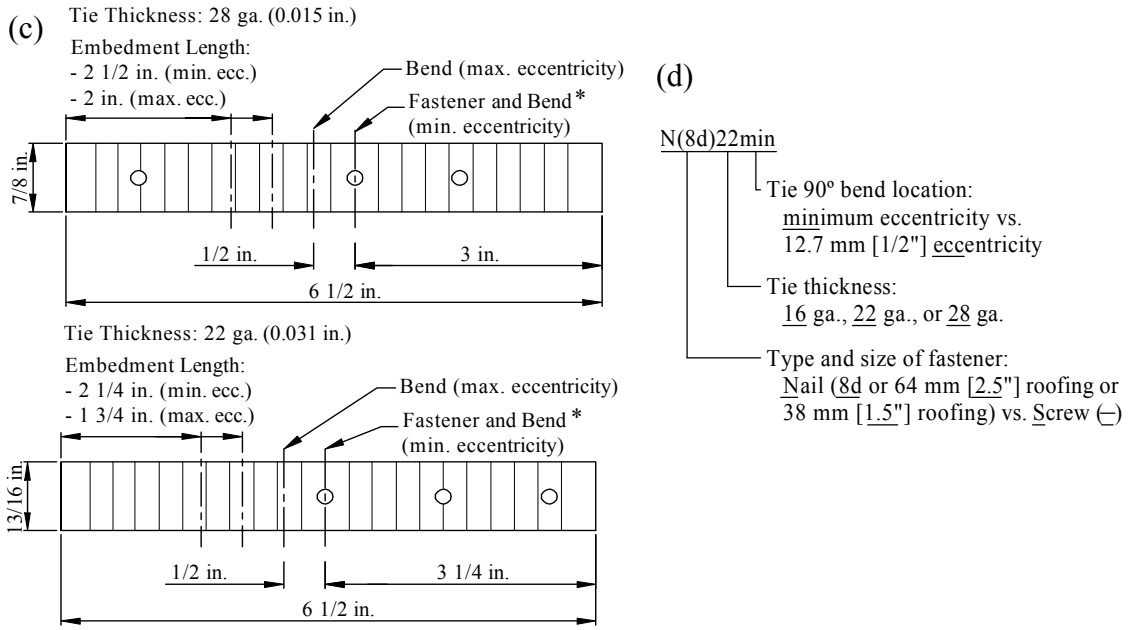 (c)
Tie Thickness: 28 ga. (0.015 in.)
Embedment Length:
- 2 1/2 in. (min. ecc.)
- 2 in. (max. ecc.)
Bend (max. eccentricity)
Fastener and Bend*
(min. eccentricity)
7/8 in.
1/2 in.
3 in.
6 1/2 in.
Tie Thickness: 22 ga. (0.031 in.)
Embedment Length:
- 2 1/4 in. (min. ecc.)
- 1 3/4 in. (max. ecc.)
Bend (max. eccentricity)
Fastener and Bend*
(min. eccentricity)
13/16 in.
1/2 in.
3 1/4 in.
6 1/2 in.
(d)
N(8d)22min
Tie 90º bend location:
minimum eccentricity vs.
12.7 mm [1/2"] eccentricity
Tie thickness:
16 ga., 22 ga., or 28 ga.
Type and size of fastener:
Nail (8d or 64 mm [2.5"] roofing or
38 mm [1.5"] roofing) vs. Screw (–)